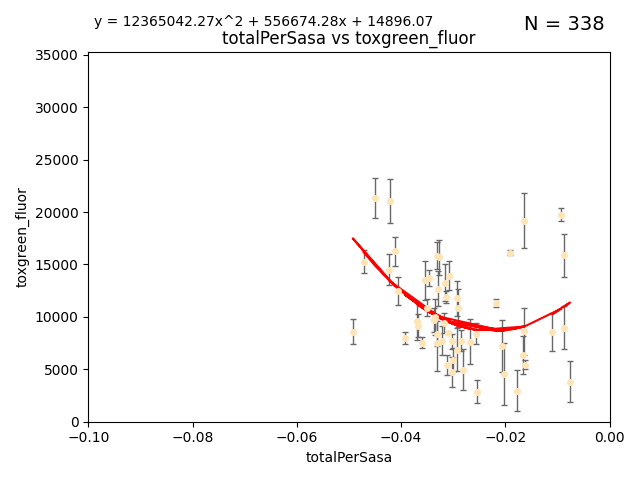 y = 12365042.27x^2 + 556674.28x + 14896.07
N = 338
totalPerSasa vs toxgreen_fluor
35000
30000
25000
20000
15000
10000
5000
0
toxgreen_fluor
−0.10
−0.08
−0.06
−0.04
−0.02
0.00
totalPerSasa